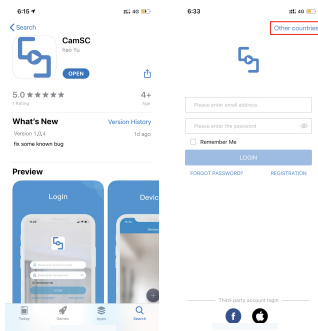 6:15
4G
Search
CamSC
hao Yu
OPEN
5.0 ★★★★★
4+
1 Rating
Age
What's New
Version History
Version 1.0.4
1d ago
fix some known bug
Preview
Login
Devic
Today
Games
Apps
Search
6:33
4G
Other countries
Please enter email address
Please enter the password
Remember Me
LOGIN
FORGOT PASSWORD?
REGISTRATION
Third-party account login